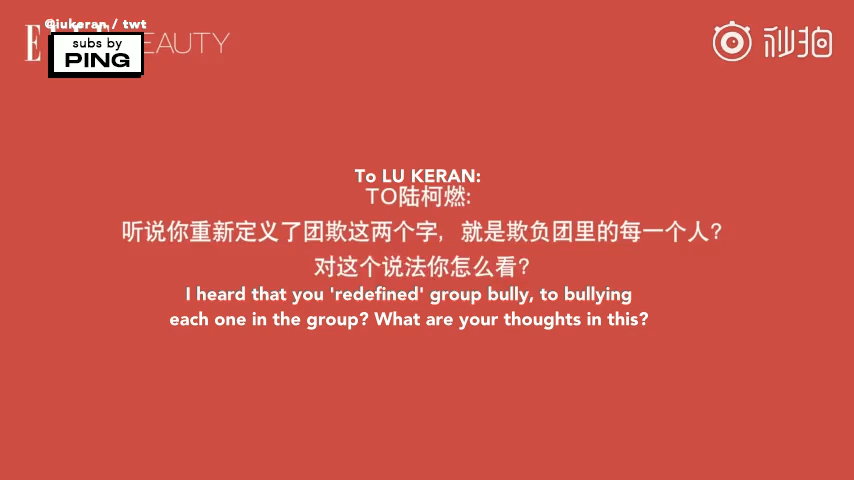 @iukeran / twt
subs by
PING
EAUTY
秒拍
To LU KERAN:
TO陆柯燃:
听说你重新定义了团欺这两个字，就是欺负团里的每一个人?
对这个说法你怎么看?
I heard that you 'redefined' group bully, to bullying
each one in the group? What are your thoughts in this?